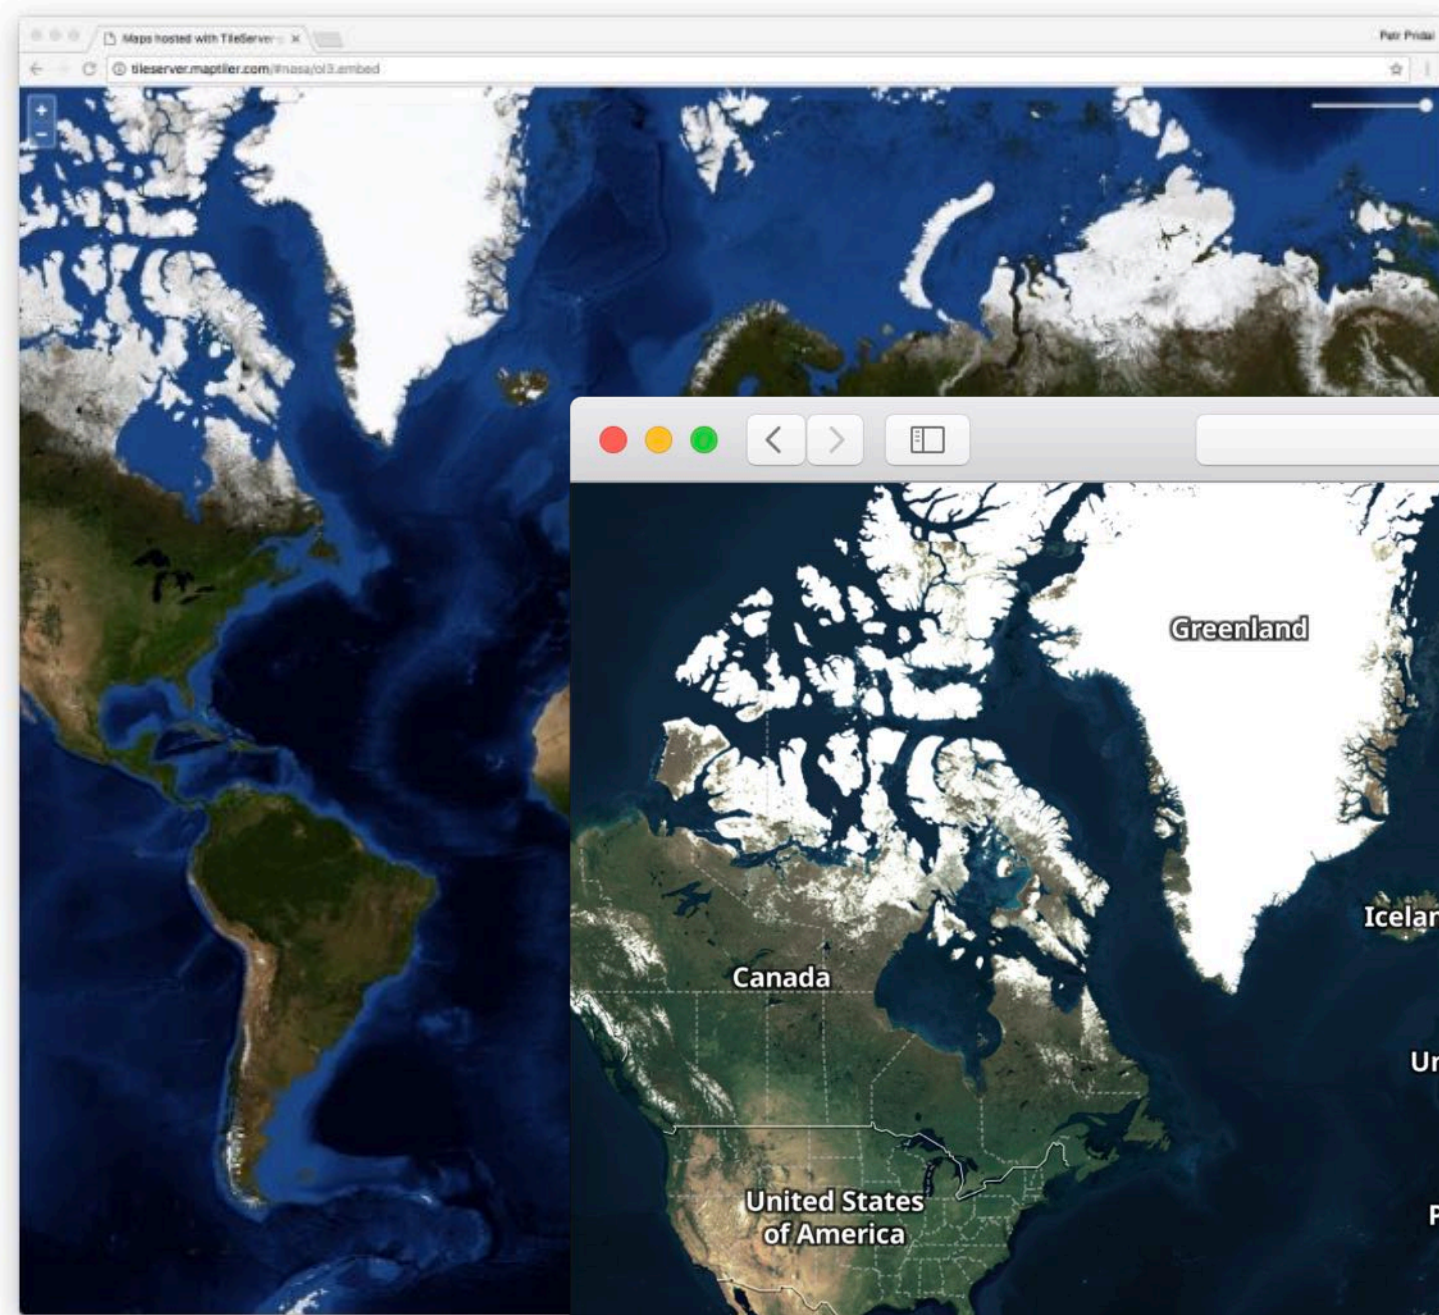 Maps hosted with TileServer
Petr Pridal
tileserver.maptiler.com/#nasa/ol3.embed
Greenland
Icelan
Canada
Un
United States
of America
P